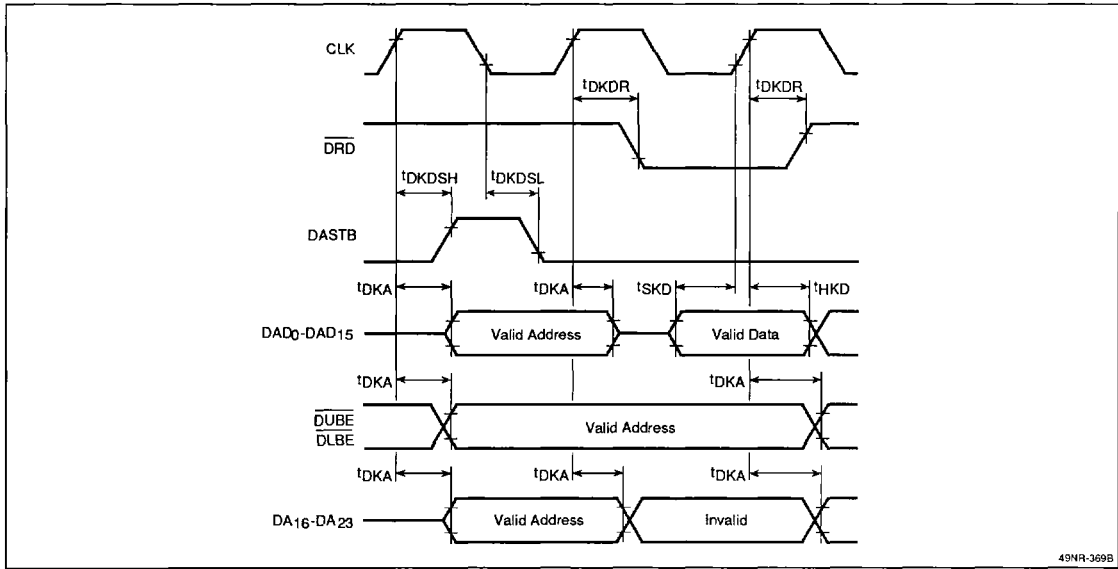 CLK
tDKDR
tDKDR
DRD
tDKDSH
tDKDSL
DASTB
tDKA
tDKA
tSKD
tHKD
DAD0-DAD15
Valid Address
Valid Data
tDKA
tDKA
DUBE
DLBE
Valid Address
tDKA
tDKA
tDKA
DA16-DA23
Valid Address
Invalid
49NR-369B